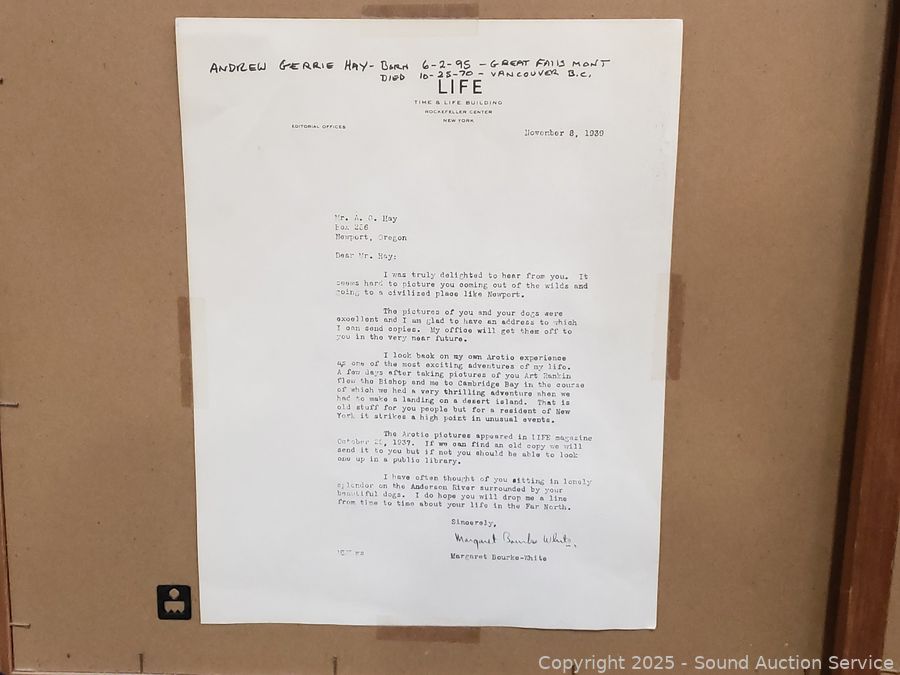 ANDREW GERRIE HAY - BORN 6-2-95 - GREAT FALLS MONT
DIED 10-25-70 - VANCOUVER B.C.
LIFE
TIME & LIFE BUILDING
ROCKEFELLER CENTER
NEW YORK
EDITORIAL OFFICES
November 8, 1939
Mr. A. G. Hay
Box 256
Newport, Oregon
Dear Mr. Hay:
I was truly delighted to hear from you. It
seems hard to picture you coming out of the wilds and
going to a civilized place like Newport.
The pictures of you and your dogs were
excellent and I am glad to have an address to which
I can send copies. My office will get them off to
you in the very near future.
I look back on my own Arctic experience
as one of the most exciting adventures of my life.
A few days after taking pictures of you Art Rankin
flew the Bishop and me to Cambridge Bay in the course
of which we had a very thrilling adventure when we
had to make a landing on a desert island. That is
old stuff for you people but for a resident of New
York it strikes a high point in unusual events.
The Arctic pictures appeared in LIFE magazine
October 25, 1937. If we can find an old copy we will
send it to you but if not you should be able to look
one up in a public library.
I have often thought of you sitting in lonely
splendor on the Anderson River surrounded by your
beautiful dogs. I do hope you will drop me a line
from time to time about your life in the Far North.
Sincerely,
Margaret Bourke-White
Margaret Bourke-White
Copyright 2025 - Sound Auction Service